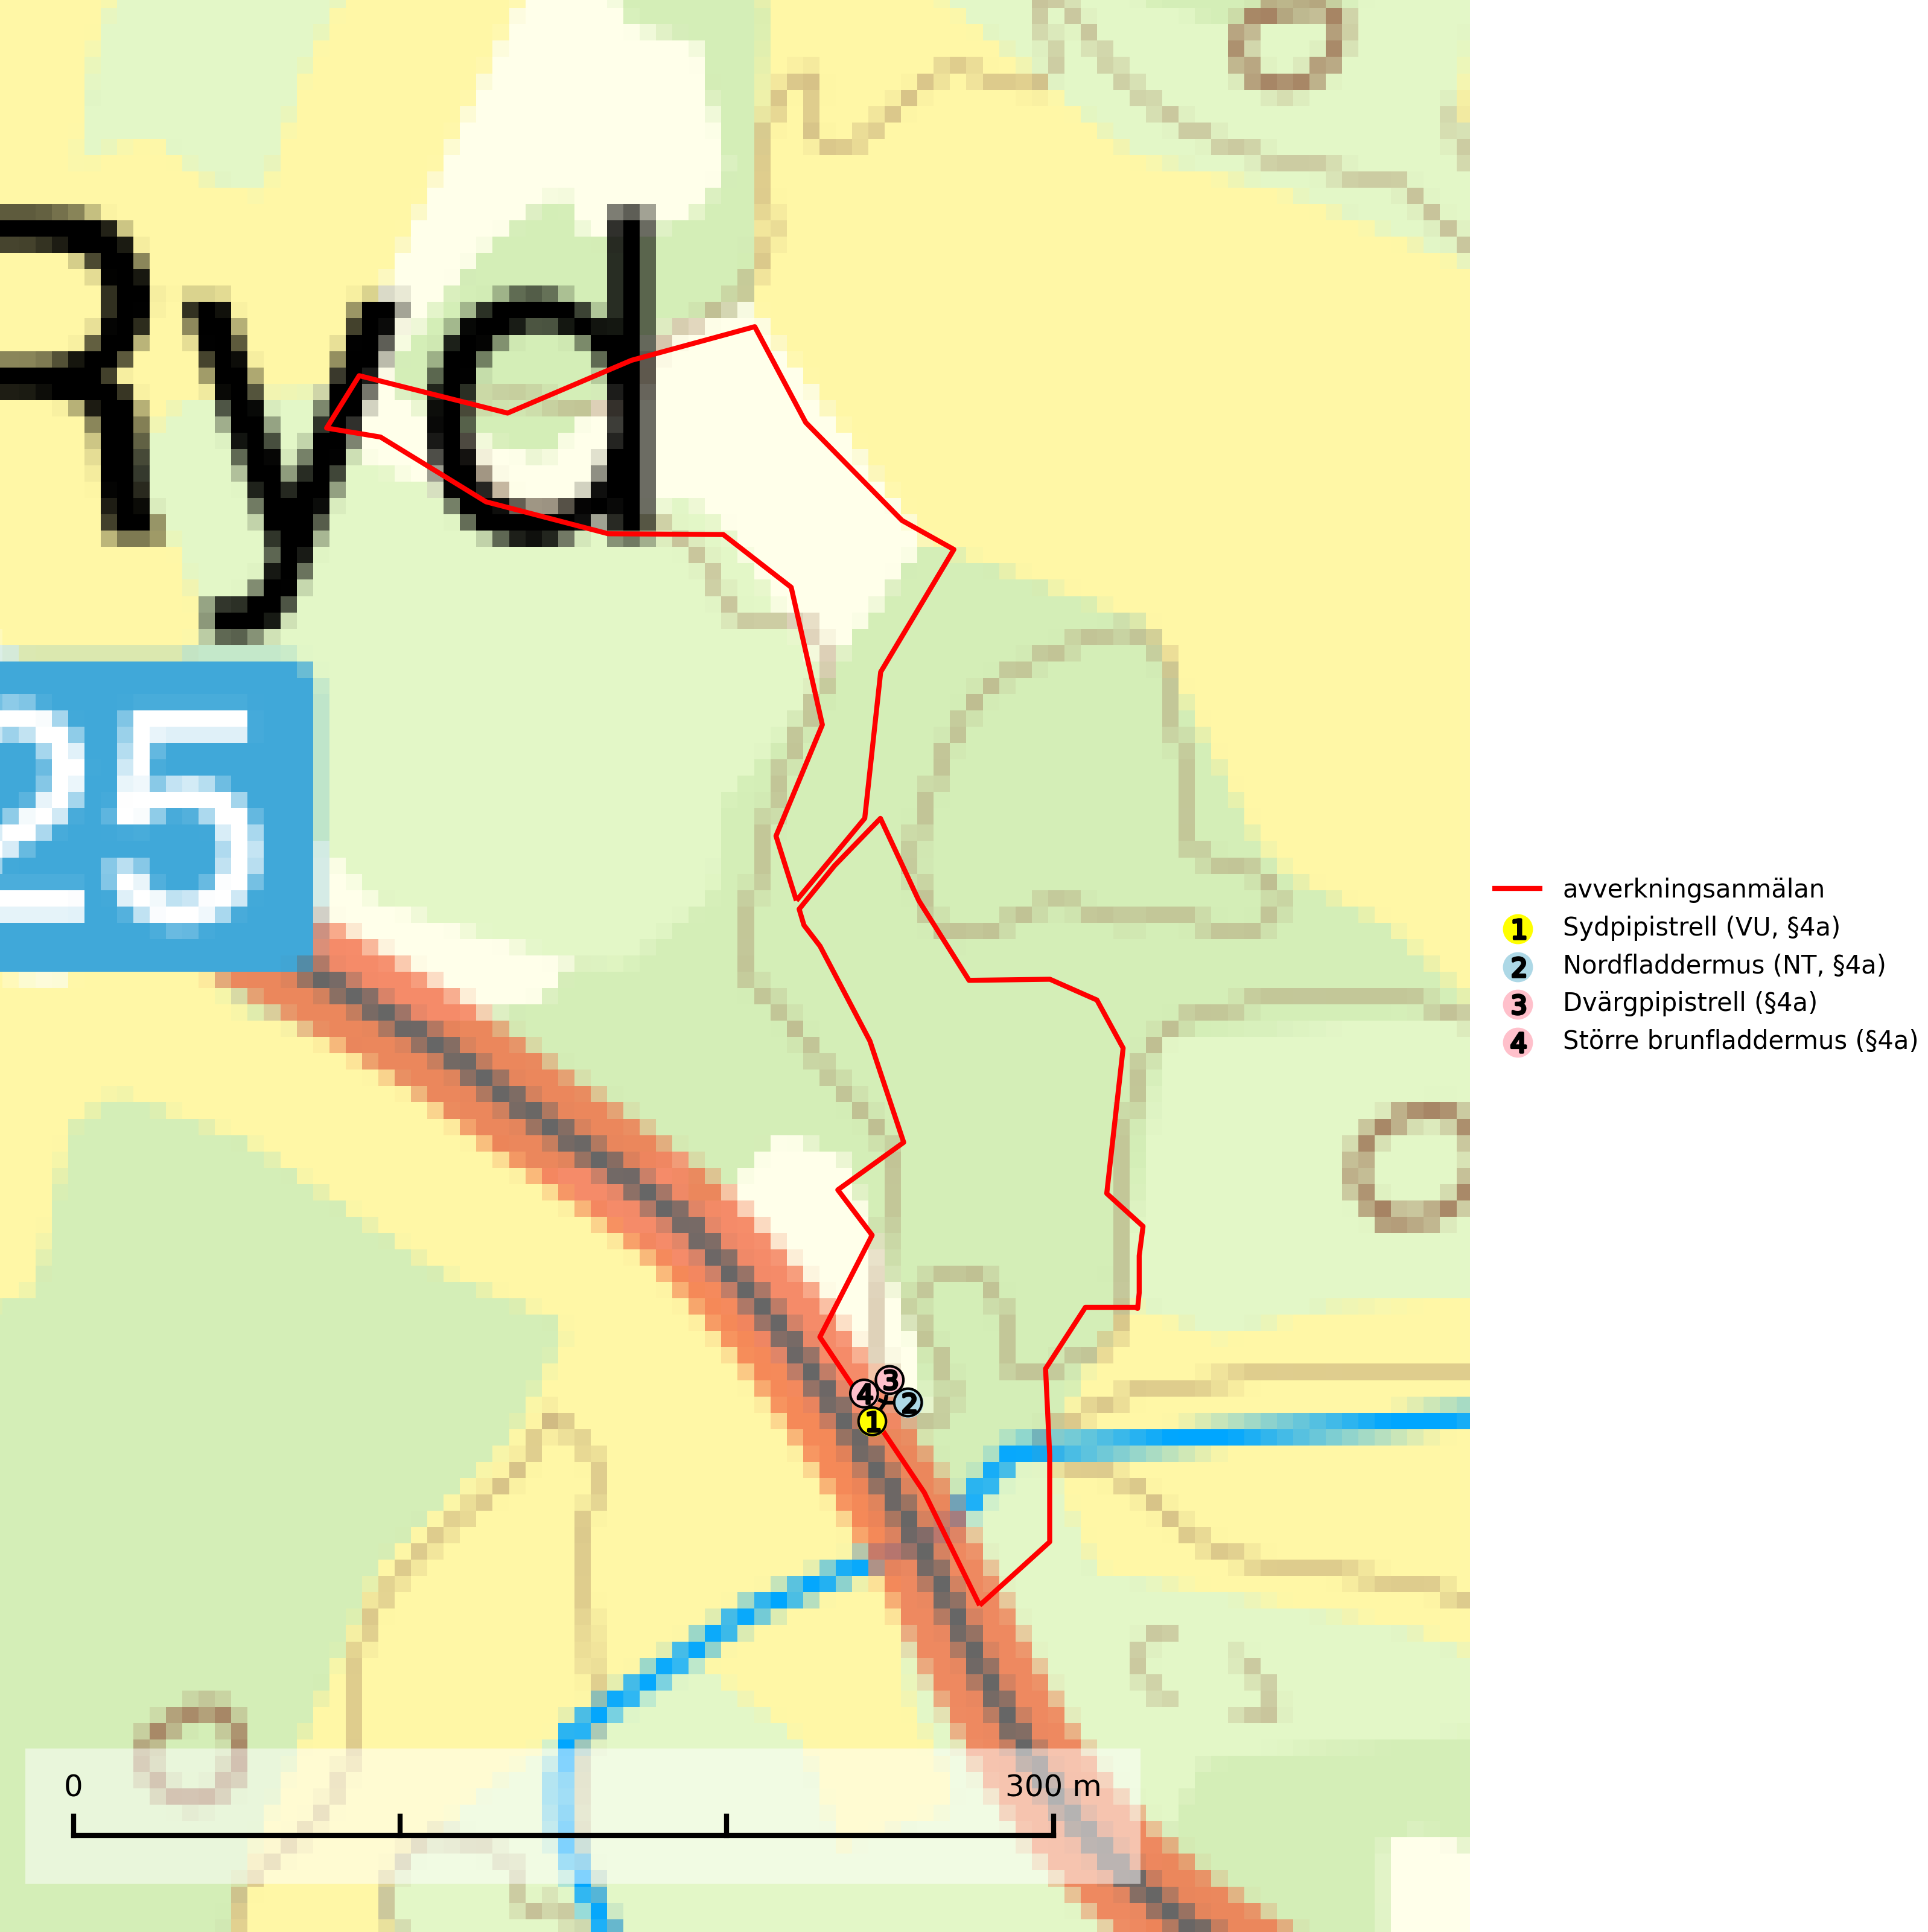 Ryd
25
avverkningsanmälan
1 Sydpipistrell (VU, §4a)
2 Nordfladdermus (NT, §4a)
3 Dvärgpipistrell (§4a)
4 Större brunfladdermus (§4a)
3
4
2
1
0 300 m